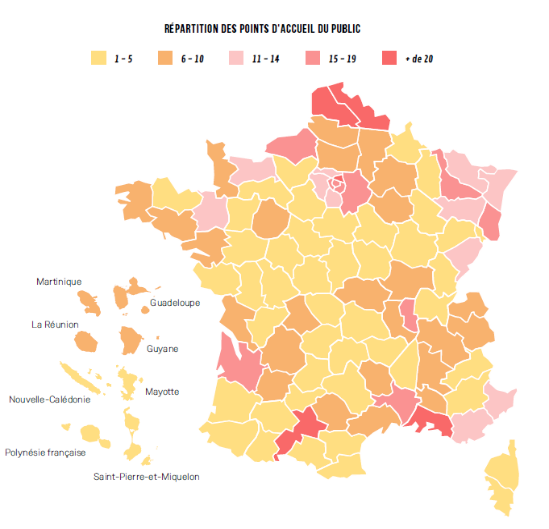 RÉPARTITION DES POINTS D'ACCUEIL DU PUBLIC
1 – 5
6 – 10
11 – 14
15 – 19
+ de 20
Martinique
Guadeloupe
La Réunion
Guyane
Mayotte
Nouvelle-Calédonie
Polynésie française
Saint-Pierre-et-Miquelon